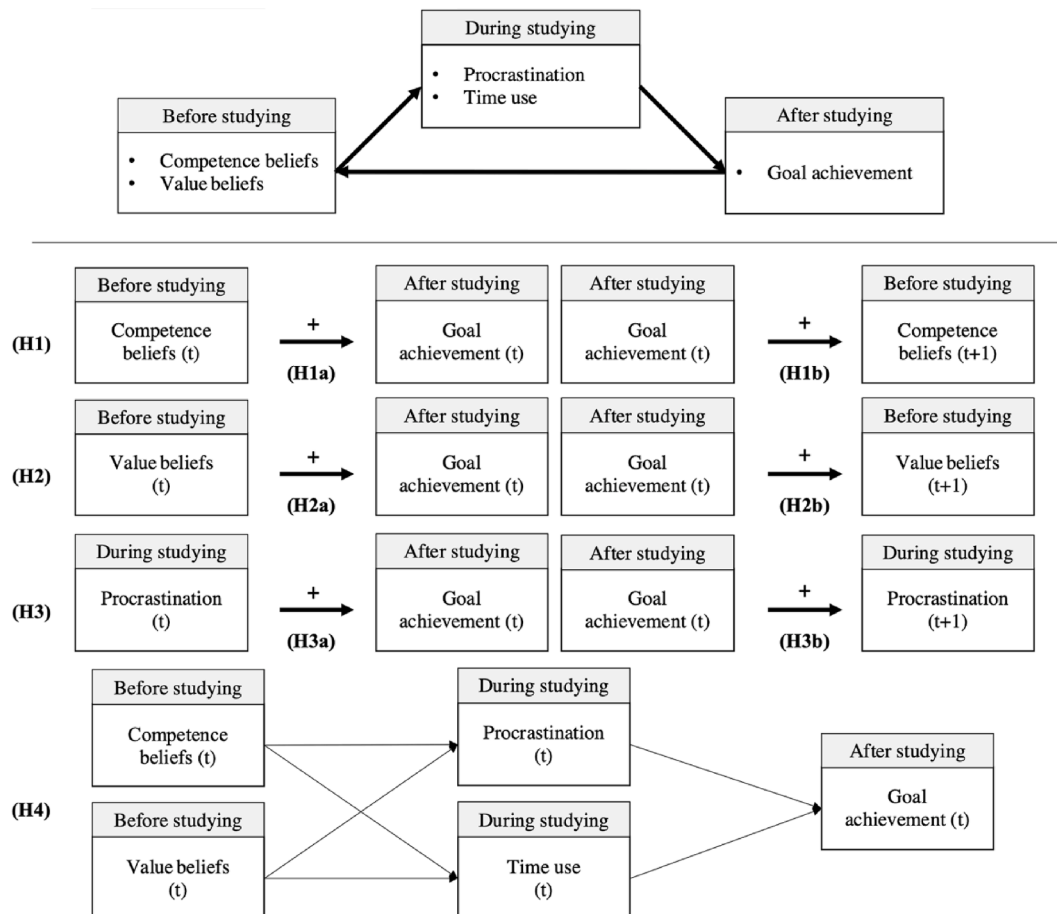 During studying
• Procrastination
• Time use
Before studying
• Competence beliefs
• Value beliefs
After studying
• Goal achievement
(H1)
Before studying
Competence
beliefs (t)
+
(H1a)
After studying
Goal
achievement (t)
After studying
Goal
achievement (t)
+
(H1b)
Before studying
Competence
beliefs (t+1)
(H2)
Before studying
Value beliefs
(t)
+
(H2a)
After studying
Goal
achievement (t)
After studying
Goal
achievement (t)
+
(H2b)
Before studying
Value beliefs
(t+1)
(H3)
During studying
Procrastination
(t)
+
(H3a)
After studying
Goal
achievement (t)
After studying
Goal
achievement (t)
+
(H3b)
During studying
Procrastination
(t+1)
(H4)
Before studying
Competence
beliefs (t)
Before studying
Value beliefs
(t)
During studying
Procrastination
(t)
During studying
Time use
(t)
After studying
Goal
achievement (t)